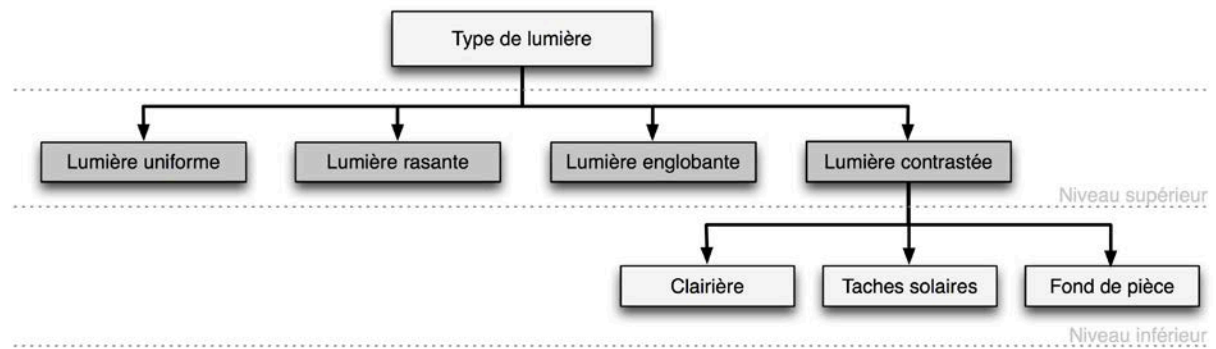 Type de lumière
Lumière uniforme
Lumière rasante
Lumière englobante
Lumière contrastée
Niveau supérieur
Clairière
Taches solaires
Fond de pièce
Niveau inférieur